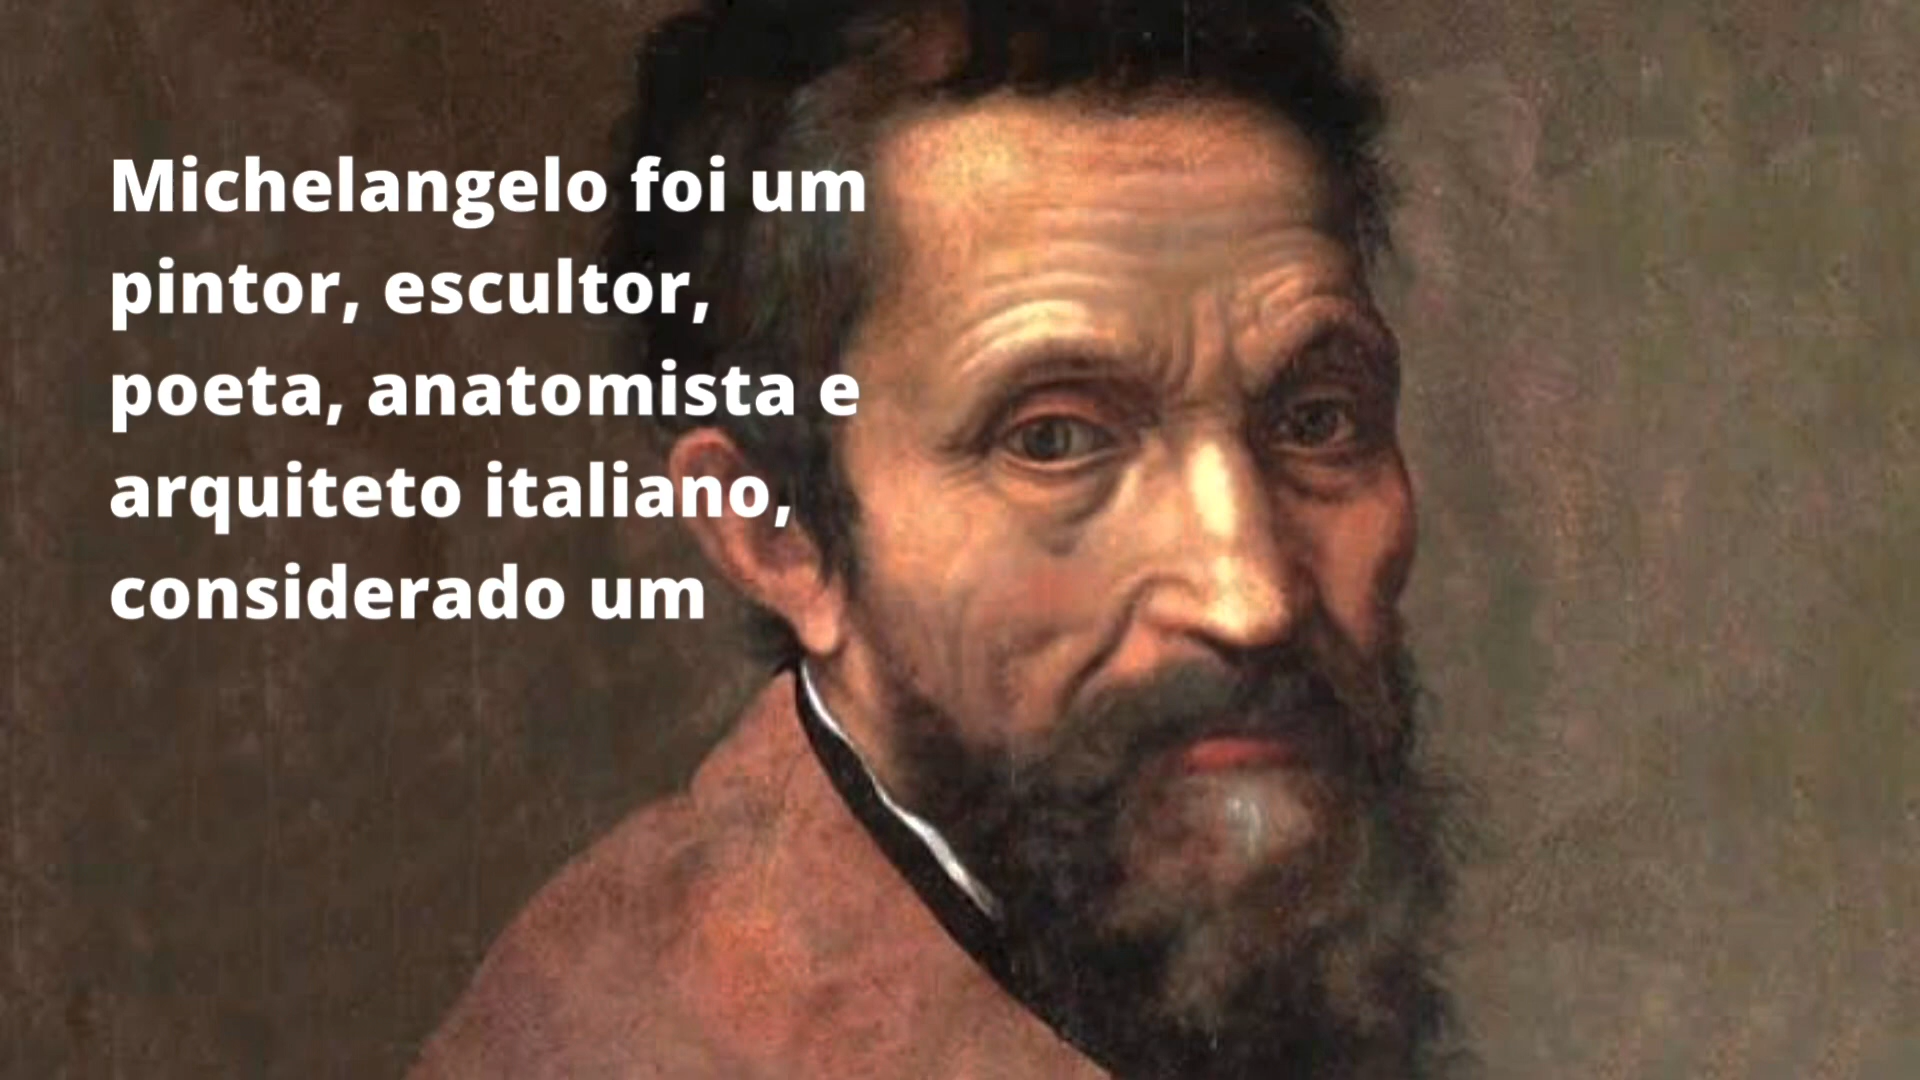 Michelangelo foi um
pintor, escultor,
poeta, anatomista e
arquiteto italiano,
considerado um